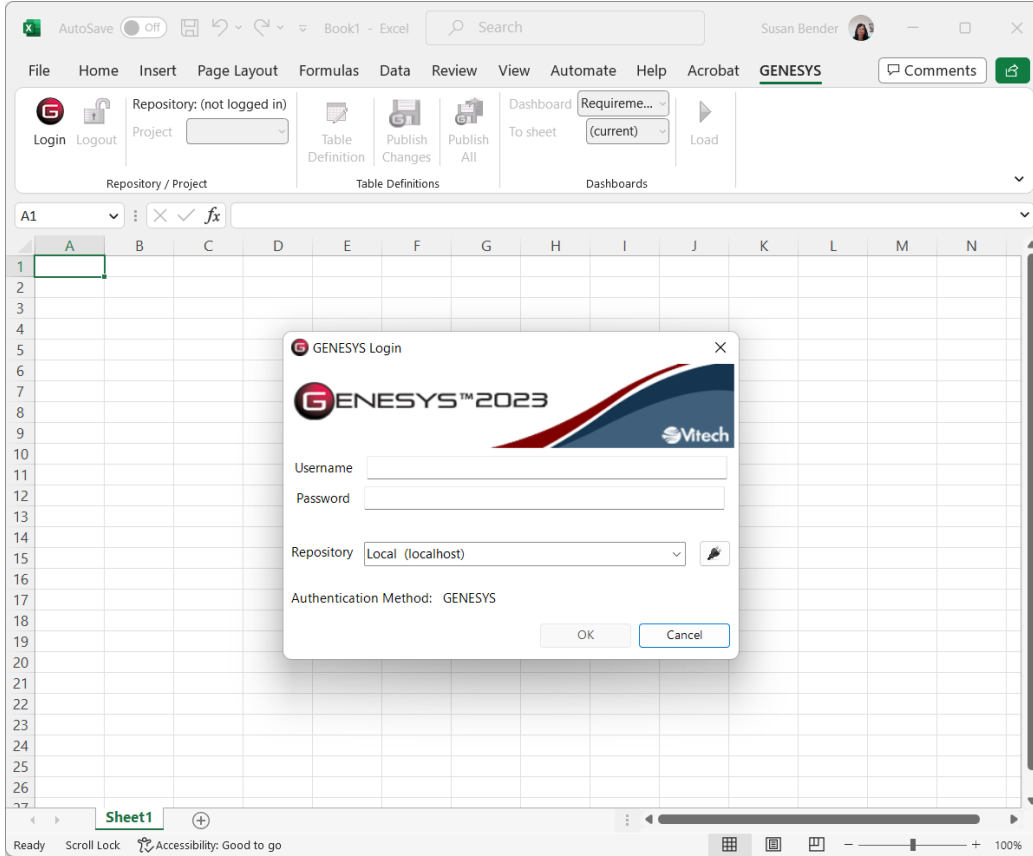 AutoSave Off Book1 - Excel Search Susan Bender
File Home Insert Page Layout Formulas Data Review View Automate Help Acrobat GENESYS Comments
Login Logout Repository: (not logged in)
Project
Repository / Project
Table Definition
Publish Changes
Publish All
Table Definitions
Dashboard Requireme...
To sheet (current)
Load
Dashboards
A1 fx
A B C D E F G H I J K L M N
1
2
3
4
5
6
7
8
9
10
11
12
13
14
15
16
17
18
19
20
21
22
23
24
25
26
27
GENESYS Login
GENESYS™2023
Vitech
Username
Password
Repository Local (localhost)
Authentication Method: GENESYS
OK Cancel
Sheet1
Ready Scroll Lock Accessibility: Good to go 100%